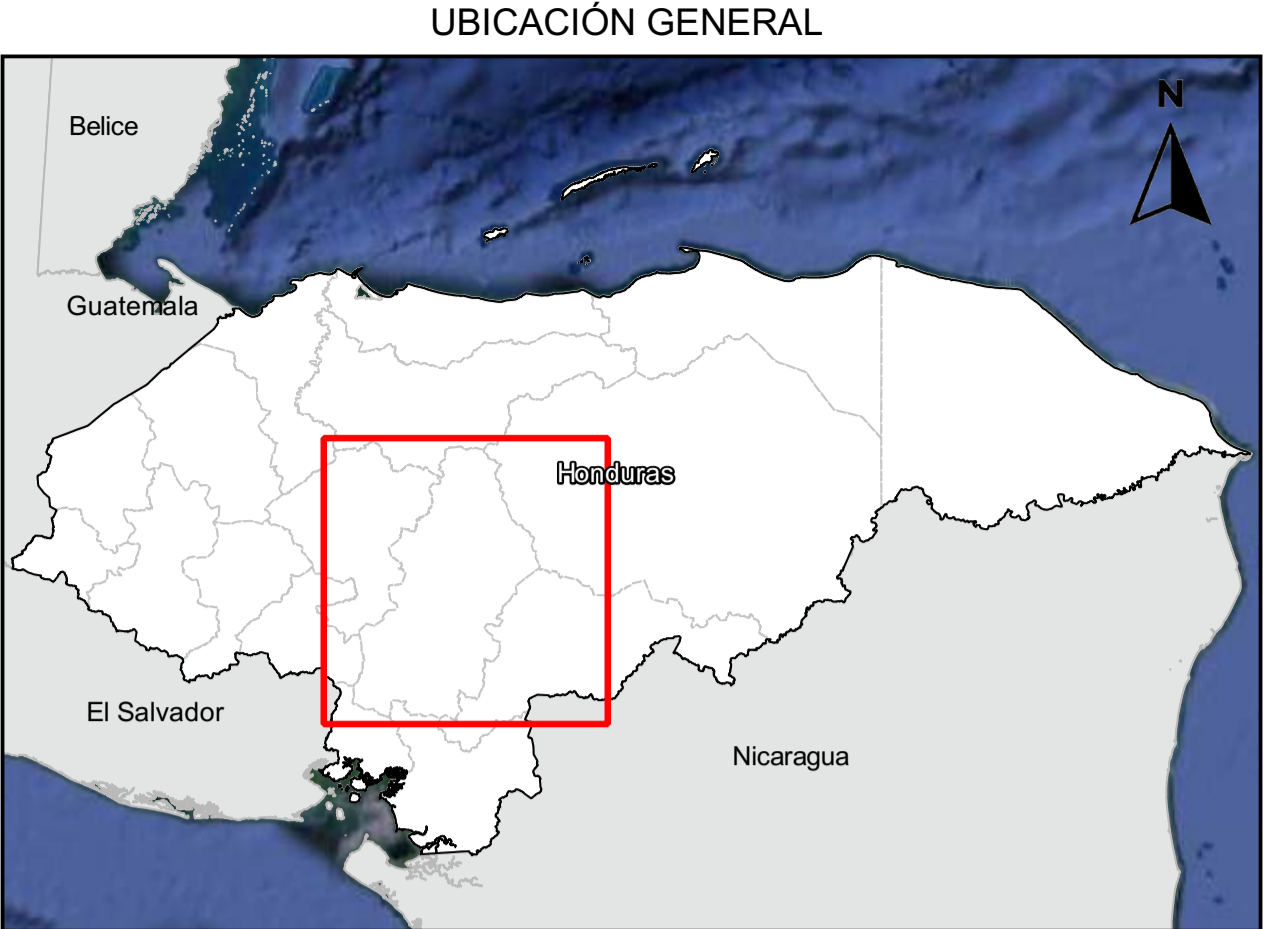 UBICACIÓN GENERAL
N
Belice
Guatemala
Honduras
El Salvador
Nicaragua